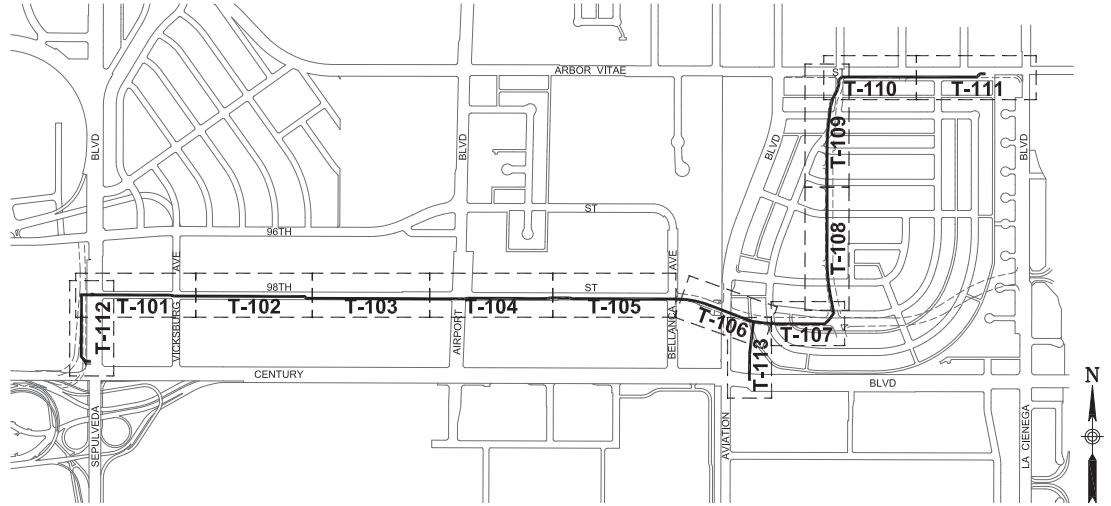 ARBOR VITAE
ST
T-110
T-111
BLVD
BLVD
BLVD
BLVD
T-109
ST
96TH
T-108
AVE
AVE
98TH
ST
T-101
T-102
T-103
T-104
T-105
T-106
T-107
T-112
VICKSBURG
AIRPORT
BELLANCA
T-113
CENTURY
BLVD
SEPULVEDA
AVIATION
LA CIENEGA
N